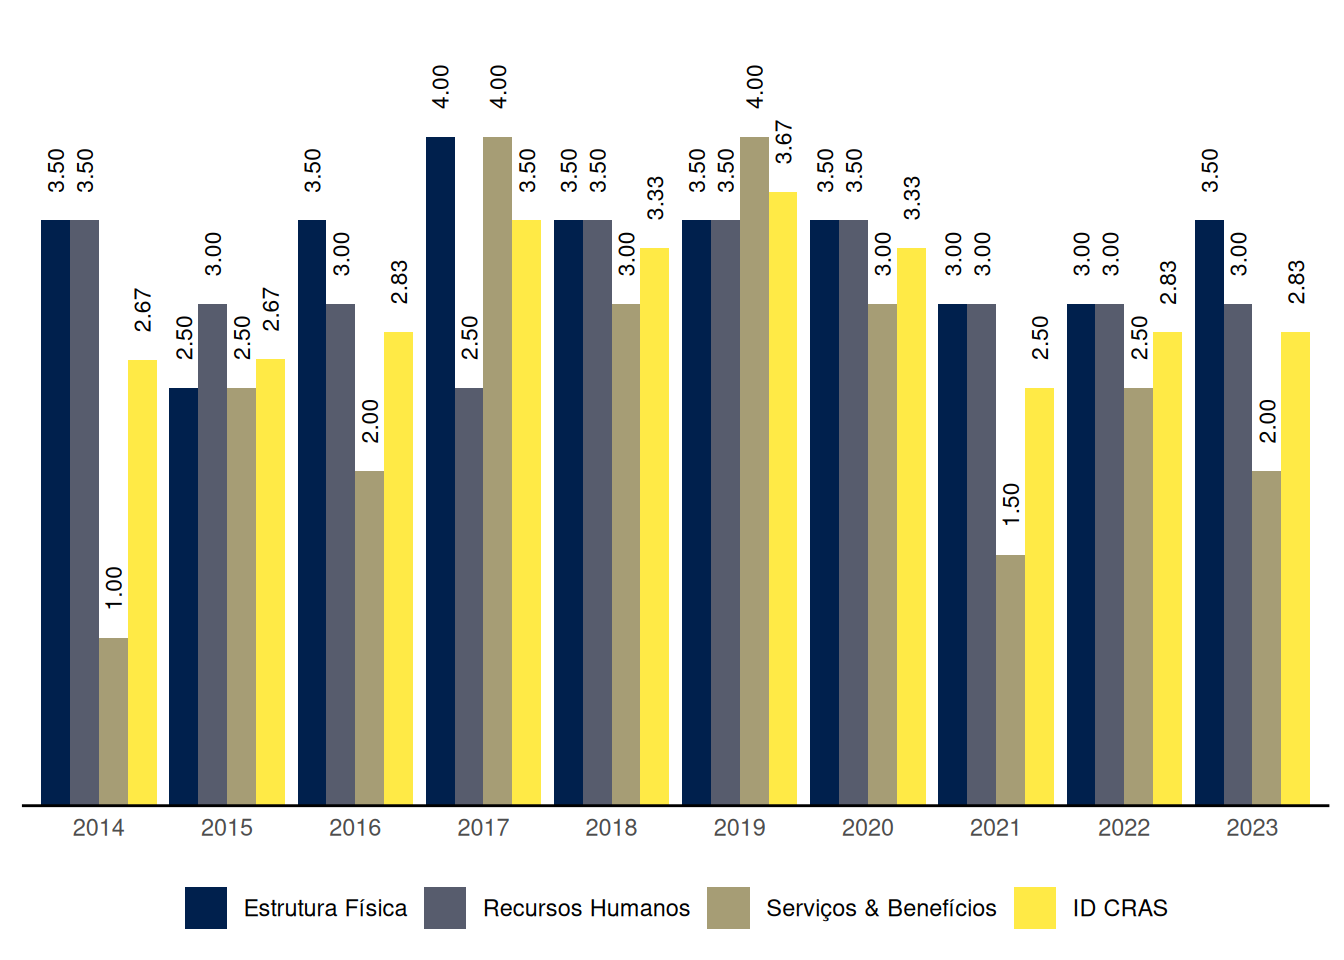 4.00 4.00 4.00
3.67
3.50 3.50 3.50 3.50 3.50 3.50 3.50 3.50 3.50 3.50 3.50
3.33 3.33
3.00 3.00 3.00 3.00 3.00 3.00 3.00 3.00 3.00
2.83 2.83 2.83
2.67 2.67
2.50 2.50 2.50 2.50 2.50
2.00 2.00
1.50
1.00
2014 2015 2016 2017 2018 2019 2020 2021 2022 2023
Estrutura Física Recursos Humanos Serviços & Benefícios ID CRAS